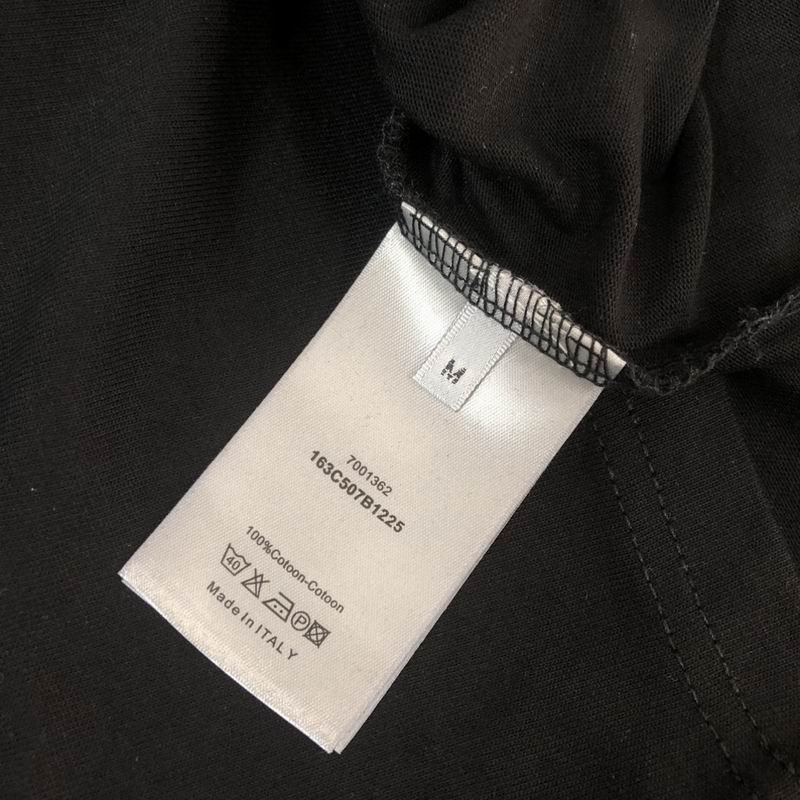 7001362
163C507B1225
100%Cotoon-Cotoon
40
P
Made In ITALY